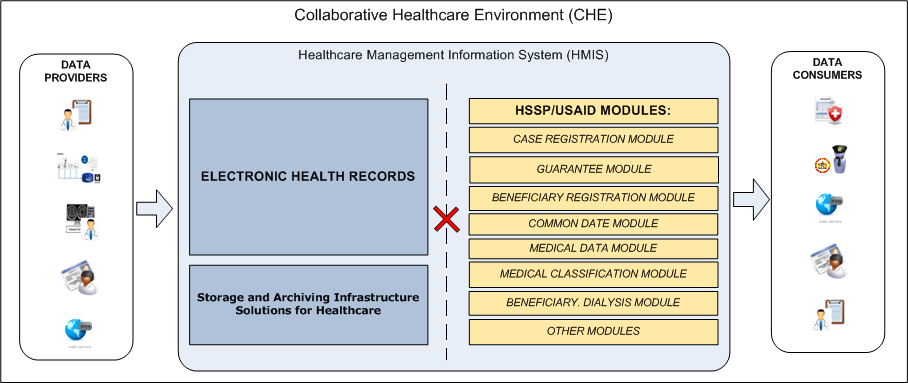 Collaborative Healthcare Environment (CHE)
DATA
PROVIDERS
Healthcare Management Information System (HMIS)
ELECTRONIC HEALTH RECORDS
Storage and Archiving Infrastructure
Solutions for Healthcare
HSSP/USAID MODULES:
CASE REGISTRATION MODULE
GUARANTEE MODULE
BENEFICIARY REGISTRATION MODULE
COMMON DATE MODULE
MEDICAL DATA MODULE
MEDICAL CLASSIFICATION MODULE
BENEFICIARY. DIALYSIS MODULE
OTHER MODULES
DATA
CONSUMERS